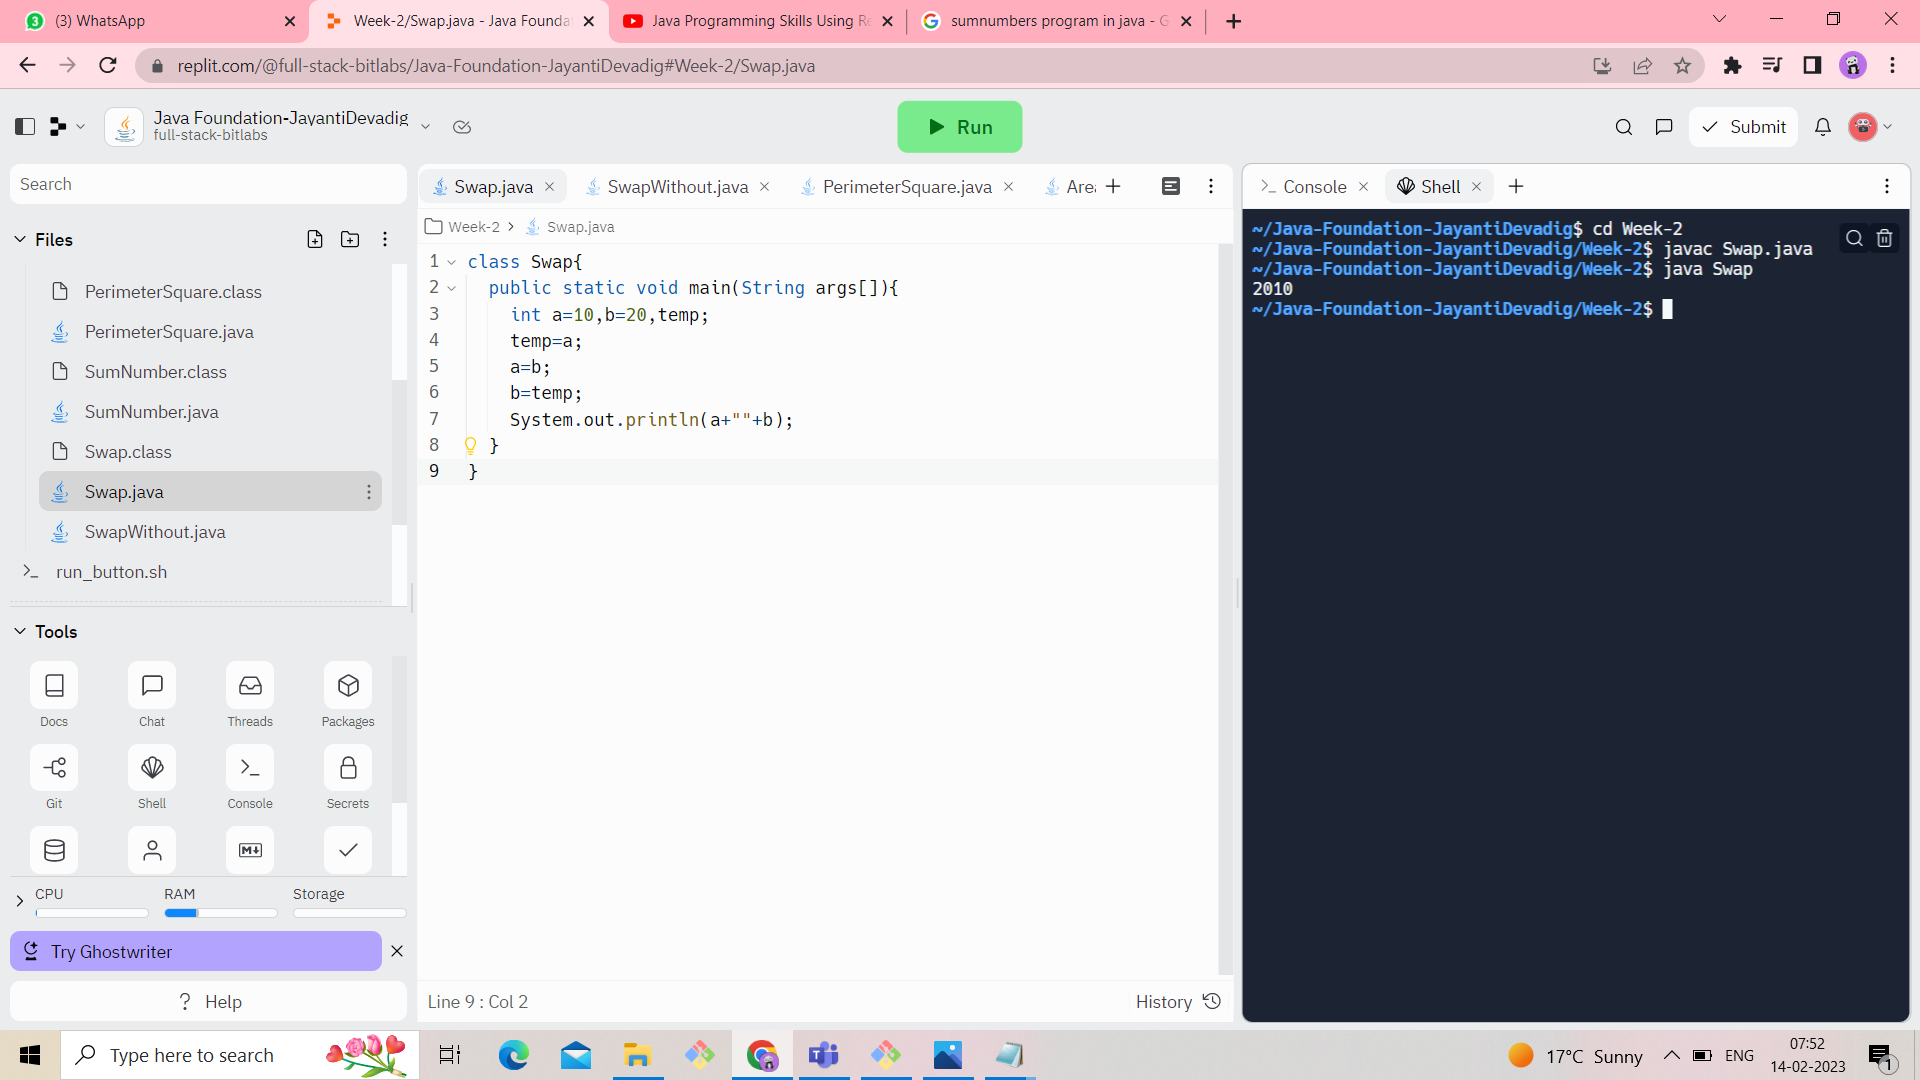 (3) WhatsApp
Week-2/Swap.java - Java Founda
Java Programming Skills Using Re
sumnumbers program in java - G
replit.com/@full-stack-bitlabs/Java-Foundation-JayantiDevadig#Week-2/Swap.java
Java Foundation-JayantiDevadig
full-stack-bitlabs
Run
Submit
Search
Files
PerimeterSquare.class
PerimeterSquare.java
SumNumber.class
SumNumber.java
Swap.class
Swap.java
SwapWithout.java
run_button.sh
Tools
Docs
Chat
Threads
Packages
Git
Shell
Console
Secrets
CPU
RAM
Storage
Try Ghostwriter
? Help
Swap.java
SwapWithout.java
PerimeterSquare.java
Area
Week-2 > Swap.java
1 class Swap{
2 public static void main(String args[]){
3 int a=10,b=20,temp;
4 temp=a;
5 a=b;
6 b=temp;
7 System.out.println(a+""+b);
8 }
9 }
Line 9 : Col 2
History
Console
Shell
~/Java-Foundation-JayantiDevadig$ cd Week-2
~/Java-Foundation-JayantiDevadig/Week-2$ javac Swap.java
~/Java-Foundation-JayantiDevadig/Week-2$ java Swap
2010
~/Java-Foundation-JayantiDevadig/Week-2$
Type here to search
17°C Sunny
ENG
07:52
14-02-2023
1